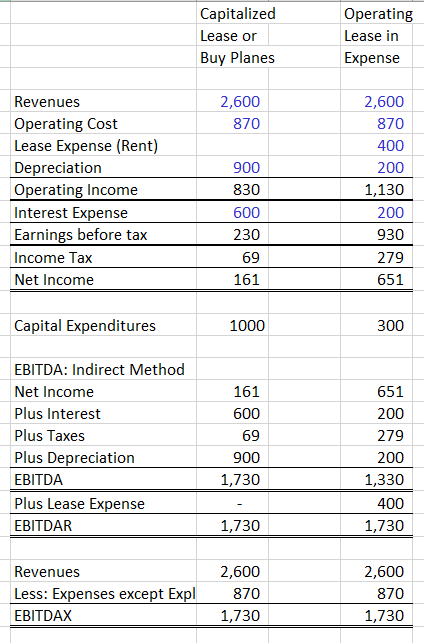 Capitalized Operating
Lease or Lease in
Buy Planes Expense
Revenues 2,600 2,600
Operating Cost 870 870
Lease Expense (Rent) 400
Depreciation 900 200
Operating Income 830 1,130
Interest Expense 600 200
Earnings before tax 230 930
Income Tax 69 279
Net Income 161 651
Capital Expenditures 1000 300
EBITDA: Indirect Method
Net Income 161 651
Plus Interest 600 200
Plus Taxes 69 279
Plus Depreciation 900 200
EBITDA 1,730 1,330
Plus Lease Expense - 400
EBITDAR 1,730 1,730
Revenues 2,600 2,600
Less: Expenses except Expl 870 870
EBITDAX 1,730 1,730